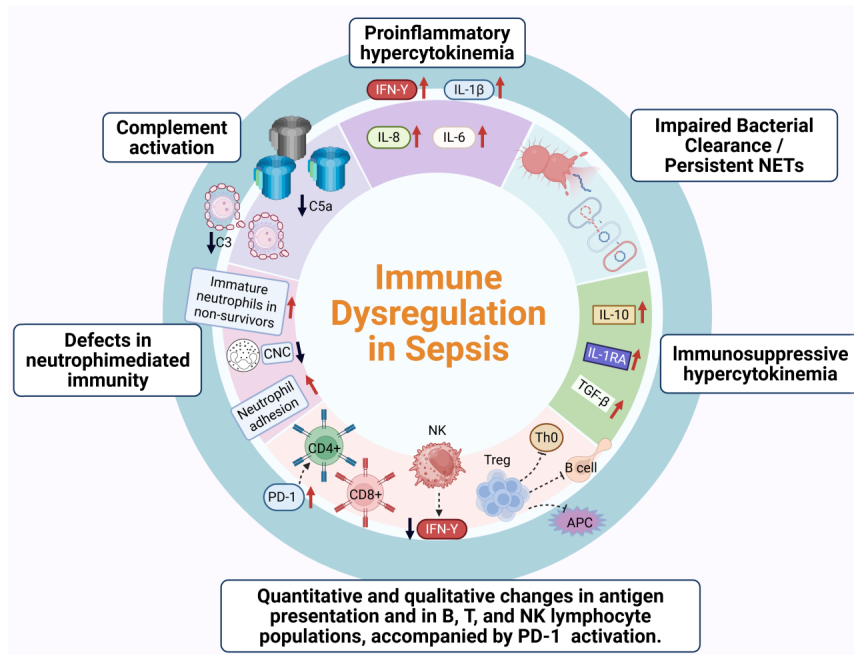 Proinflammatory
hypercytokinemia
IFN-Y
IL-1β
IL-8
IL-6
Complement
activation
C5a
C3
Impaired Bacterial
Clearance /
Persistent NETs
Immune
Dysregulation
in Sepsis
Immature
neutrophils in
non-survivors
CNC
Neutrophil
adhesion
Defects in
neutrophimediated
immunity
IL-10
IL-1RA
TGF-β
Immunosuppressive
hypercytokinemia
CD4+
PD-1
CD8+
NK
IFN-Y
Treg
Th0
B cell
APC
Quantitative and qualitative changes in antigen
presentation and in B, T, and NK lymphocyte
populations, accompanied by PD-1 activation.